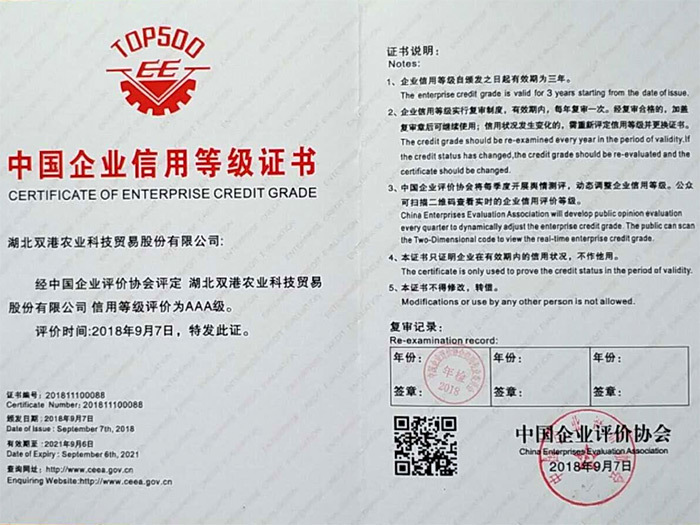 TOP500
EE
中国企业信用等级证书
CERTIFICATE OF ENTERPRISE CREDIT GRADE
湖北双港农业科技贸易股份有限公司:
经中国企业评价协会评定 湖北双港农业科技贸易
股份有限公司 信用等级评价为AAA级。
评价时间:2018年9月7日，特发此证。
证书编号: 201811100088
Certificate Number: 201811100088
颁发日期: 2018年9月7日
Date of Issue : September 7th, 2018
有效期至: 2021年9月6日
Date of Expiry : September 6th, 2021
查询网址: http://www.ceea.gov.cn
Enquiring Website:http://www.ceea.gov.cn
证书说明:
Notes:
1、企业信用等级自颁发之日起有效期为三年。
The enterprise credit grade is valid for 3 years starting from the date of issue.
2、企业信用等级实行复审制度，有效期内，每年复审一次。经复审合格的，加盖
复审章后可继续使用；信用状况发生变化的，需重新评定信用等级并更换证书。
The credit grade should be re-examined every year in the period of validity.If
the credit status has changed,the credit grade should be re-evaluated and the
certificate should be changed.
3、中国企业评价协会将每季度开展舆情测评，动态调整企业信用等级。公众
可扫描二维码查看实时的企业信用评价等级。
China Enterprises Evaluation Association will develop public opinion evaluation
every quarter to dynamically adjust the enterprise credit grade. The public can scan
the Two-Dimensional code to view the real-time enterprise credit grade.
4、本证书只证明企业在有效期内的信用状况，不作他用。
The certificate is only used to prove the credit status in the period of validity.
5、本证书不得修改，转借。
Modifications or use by any other person is not allowed.
复审记录:
Re-examination record:
年份: 年份: 年份:
年检
2018
签章: 签章: 签章:
中国企业评价协会
China Enterprises Evaluation Association
2018年9月7日